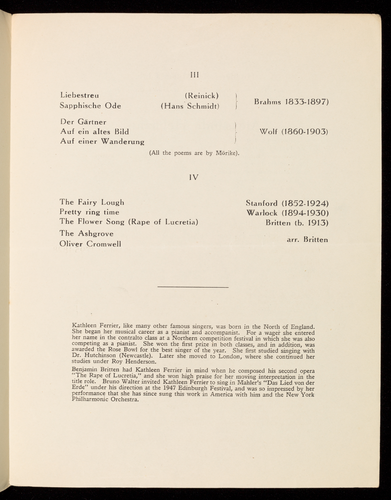 III
Liebestreu (Reinick)
Sapphische Ode (Hans Schmidt)
Brahms 1833-1897)
Der Gärtner
Auf ein altes Bild
Auf einer Wanderung
Wolf (1860-1903)
(All the poems are by Mörike).
IV
The Fairy Lough Stanford (1852-1924)
Pretty ring time Warlock (1894-1930)
The Flower Song (Rape of Lucretia) Britten (b. 1913)
The Ashgrove
Oliver Cromwell
arr. Britten
Kathleen Ferrier, like many other famous singers, was born in the North of England.
She began her musical career as a pianist and accompanist. For a wager she entered
her name in the contralto class at a Northern competition festival in which she was also
competing as a pianist. She won the first prize in both classes, and in addition, was
awarded the Rose Bowl for the best singer of the year. She first studied singing with
Dr. Hutchinson (Newcastle). Later she moved to London, where she continued her
studies under Roy Henderson.
Benjamin Britten had Kathleen Ferrier in mind when he composed his second opera
"The Rape of Lucretia," and she won high praise for her moving interpretation in the
title role. Bruno Walter invited Kathleen Ferrier to sing in Mahler's "Das Lied von der
Erde" under his direction at the 1947 Edinburgh Festival, and was so impressed by her
performance that she has since sung this work in America with him and the New York
Philharmonic Orchestra.